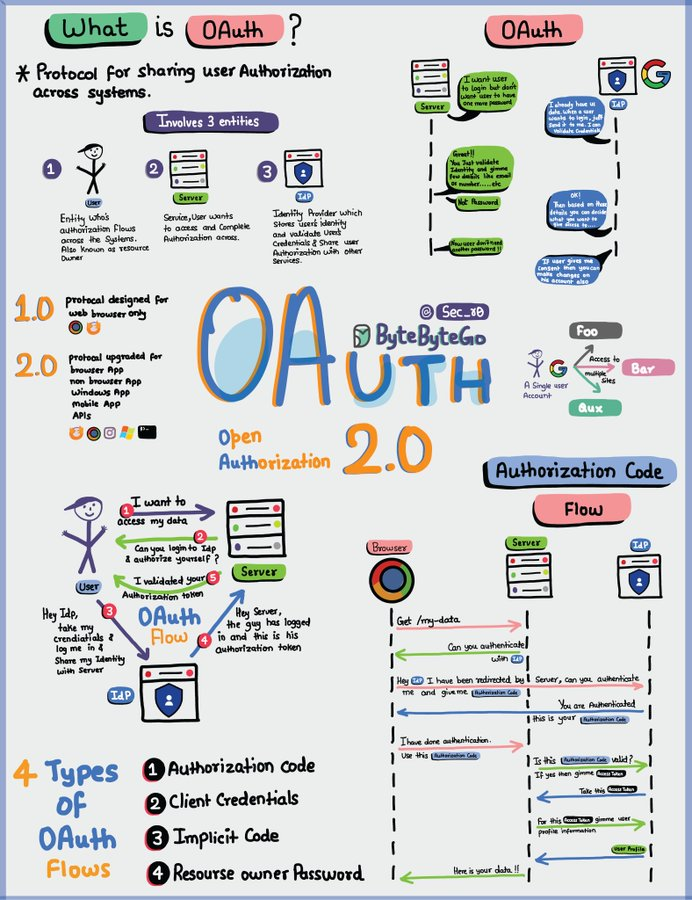 What is OAuth ?
* Protocol for sharing user Authorization
across systems.
Involves 3 entities
1
User
Entity Who's
authorization Flows
across the Systems.
Also Known as resource
Owner
2
Server
Service, User wants
to access and Complete
Authorization across.
3
IdP
Identity Provider Which
Stores user's Identity
and validate User's
Credentials & Share user
Authorization with other
Services.
OAuth
Server
IdP
I want user
to login but don't
want user to have
one more password
I already have us
data. When a user
wants to login, just
send it to me. I can
Validate Credentials
Great!!
You Just validate
Identity and gimme
few details like email
or number.....etc
Not Password
OK!
Then based on those
details you can decide
what you want to
give access to....
Now user don't need
another password !!
If user gives me
Consent then you can
make changes on
his account also
1.0
protocal designed for
web browser only
2.0
protocal upgraded for
browser App
non browser App
Windows App
mobile App
APIs
OAUTH
@ Sec_r0
ByteByteGo
Open
Authorization
2.0
A Single user
Account
Access to
multiple
Sites
Foo
Bar
Qux
1
I want to
access my data
2
Can you login to Idp
& authorize yourself ?
5
I validated your
Authorization token
User
Server
3
Hey Idp,
take my
crendiatials &
log me in &
Share my Identity
with Server
OAuth
Flow
4
Hey Server,
the guy has logged
in and this is his
authorization token
IdP
Authorization Code
Flow
Browser
Server
IdP
Get /my-data
Can you authenticate
with IdP
Hey IdP I have been redirected by Server, can you autenticate
me and give me Authorization Code
You are Authenticated
this is your Authorization Code
I have done authentication.
Use this Authorization Code
Is this Authorization Code valid ?
If yes then gimme Access Token
Take this Access Token
For this Access Token gimme user
profile information
User Profile
Here is your data !!
4 Types
of
OAuth
Flows
1 Authorization code
2 Client Credentials
3 Implicit Code
4 Resourse owner Password